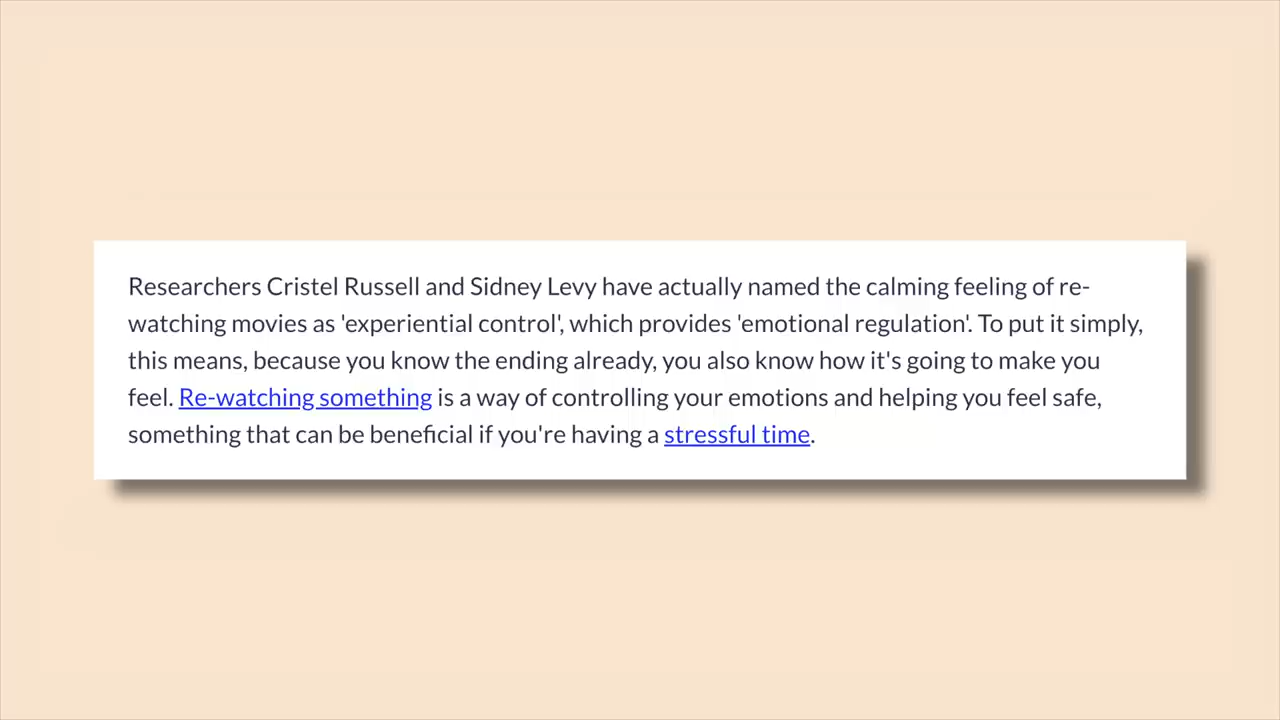 Researchers Cristel Russell and Sidney Levy have actually named the calming feeling of re-
watching movies as 'experiential control', which provides 'emotional regulation'. To put it simply,
this means, because you know the ending already, you also know how it's going to make you
feel. Re-watching something is a way of controlling your emotions and helping you feel safe,
something that can be beneficial if you're having a stressful time.